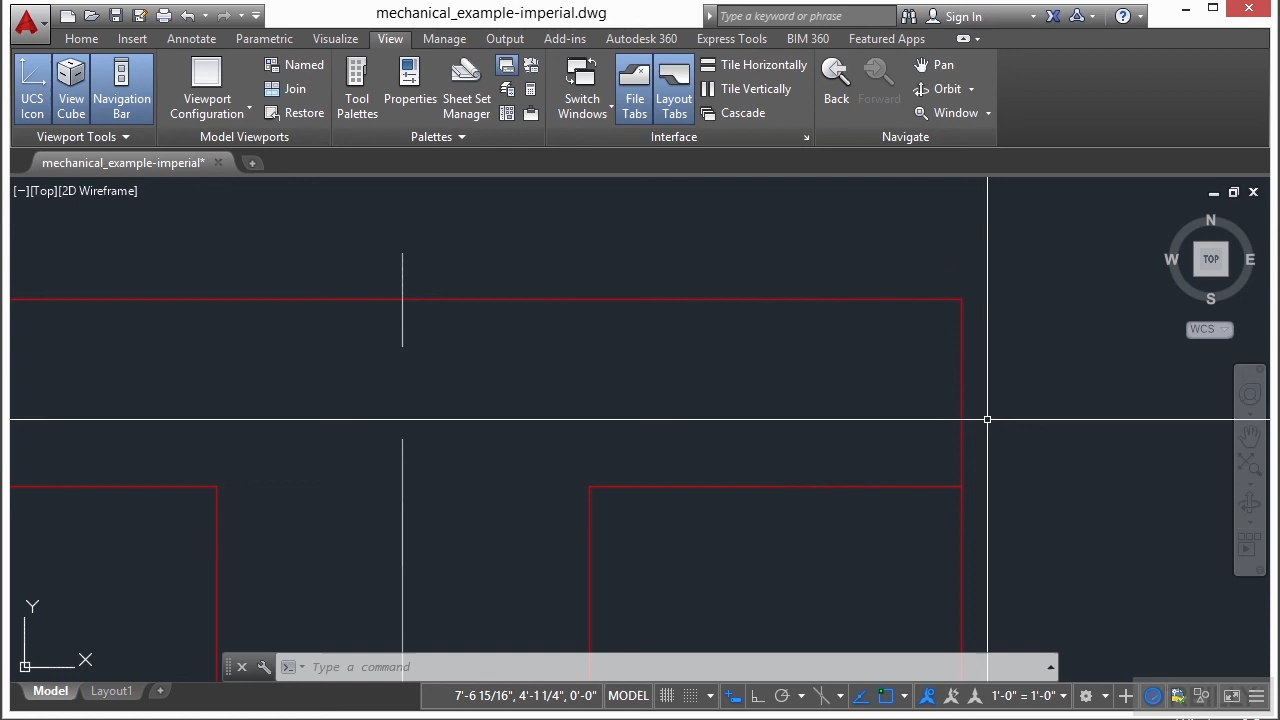 mechanical_example-imperial.dwg
Type a keyword or phrase
Sign In
Home Insert Annotate Parametric Visualize View Manage Output Add-ins Autodesk 360 Express Tools BIM 360 Featured Apps
UCS Icon
View Cube
Navigation Bar
Viewport Tools
Viewport Configuration
Named
Join
Restore
Model Viewports
Tool Palettes
Properties
Sheet Set Manager
Palettes
Switch Windows
File Tabs
Layout Tabs
Tile Horizontally
Tile Vertically
Cascade
Interface
Back
Forward
Pan
Orbit
Window
Navigate
mechanical_example-imperial*
[−][Top][2D Wireframe]
N
W TOP E
S
WCS
Y
X
Type a command
Model Layout1
7'-6 15/16", 4'-1 1/4", 0'-0" MODEL 1'-0" = 1'-0"